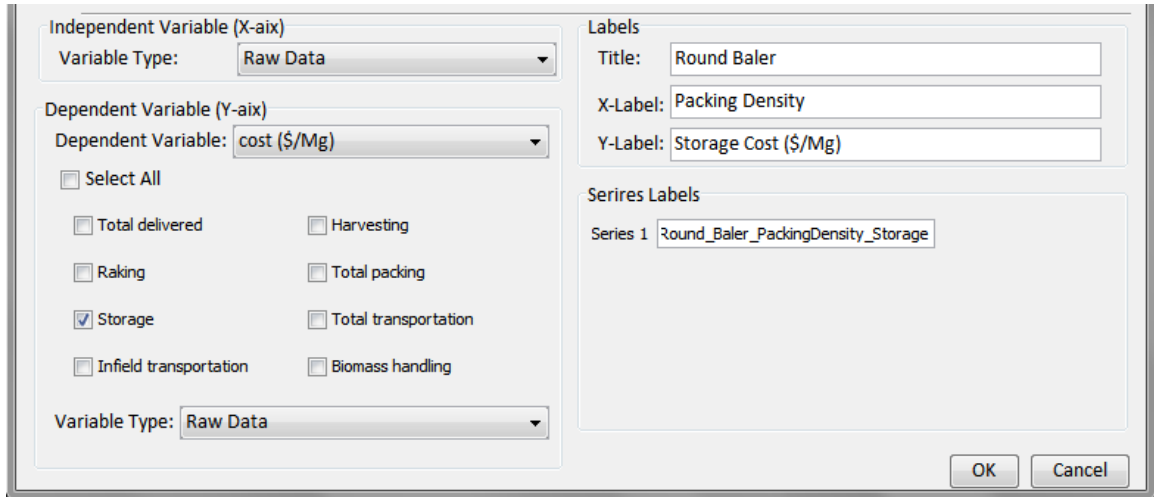 Independent Variable (X-aix)
Variable Type: Raw Data
Dependent Variable (Y-aix)
Dependent Variable: cost ($/Mg)
Select All
Total delivered Harvesting
Raking Total packing
Storage Total transportation
Infield transportation Biomass handling
Variable Type: Raw Data
Labels
Title: Round Baler
X-Label: Packing Density
Y-Label: Storage Cost ($/Mg)
Serires Labels
Series 1 Round_Baler_PackingDensity_Storage
OK Cancel